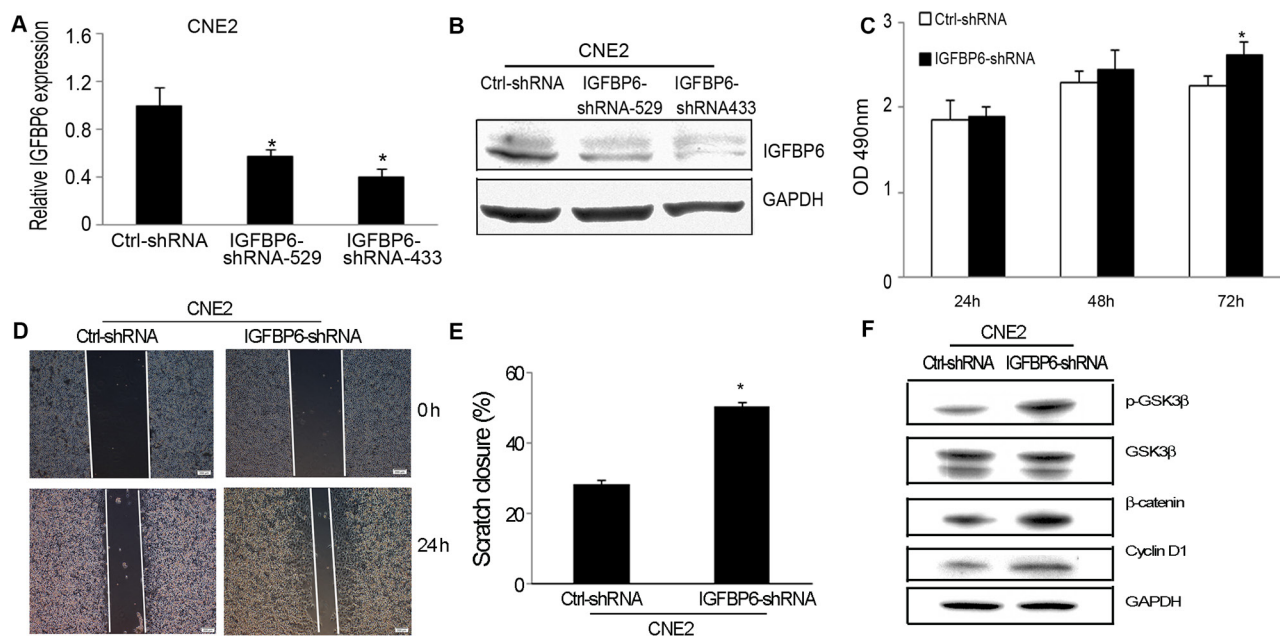 A
CNE2
Relative IGFBP6 expression
1.6
1.2
0.8
0.4
0
*
*
Ctrl-shRNA
IGFBP6-
shRNA-529
IGFBP6-
shRNA-433
B
CNE2
Ctrl-shRNA
IGFBP6-
shRNA-529
IGFBP6-
shRNA433
IGFBP6
GAPDH
C
Ctrl-shRNA
IGFBP6-shRNA
OD 490nm
3
2
1
0
*
24h
48h
72h
D
CNE2
Ctrl-shRNA
IGFBP6-shRNA
0h
24h
E
Scratch closure (%)
60
40
20
0
*
Ctrl-shRNA
IGFBP6-shRNA
CNE2
F
CNE2
Ctrl-shRNA
IGFBP6-shRNA
p-GSK3β
GSK3β
β-catenin
Cyclin D1
GAPDH